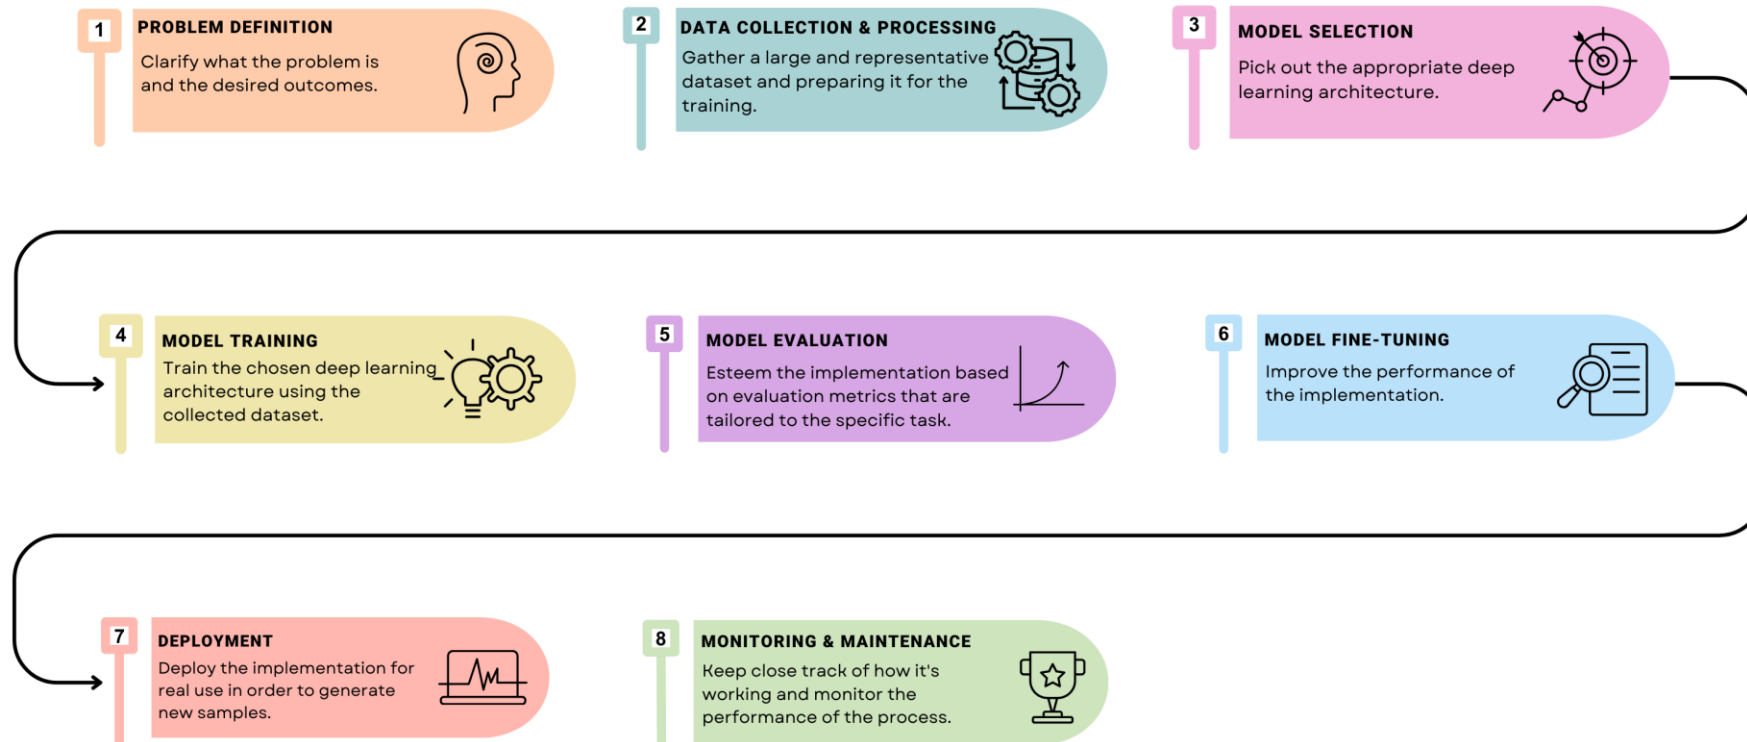 1
PROBLEM DEFINITION
Clarify what the problem is
and the desired outcomes.
2
DATA COLLECTION & PROCESSING
Gather a large and representative
dataset and preparing it for the
training.
3
MODEL SELECTION
Pick out the appropriate deep
learning architecture.
4
MODEL TRAINING
Train the chosen deep learning
architecture using the
collected dataset.
5
MODEL EVALUATION
Esteem the implementation based
on evaluation metrics that are
tailored to the specific task.
6
MODEL FINE-TUNING
Improve the performance of
the implementation.
7
DEPLOYMENT
Deploy the implementation for
real use in order to generate
new samples.
8
MONITORING & MAINTENANCE
Keep close track of how it's
working and monitor the
performance of the process.